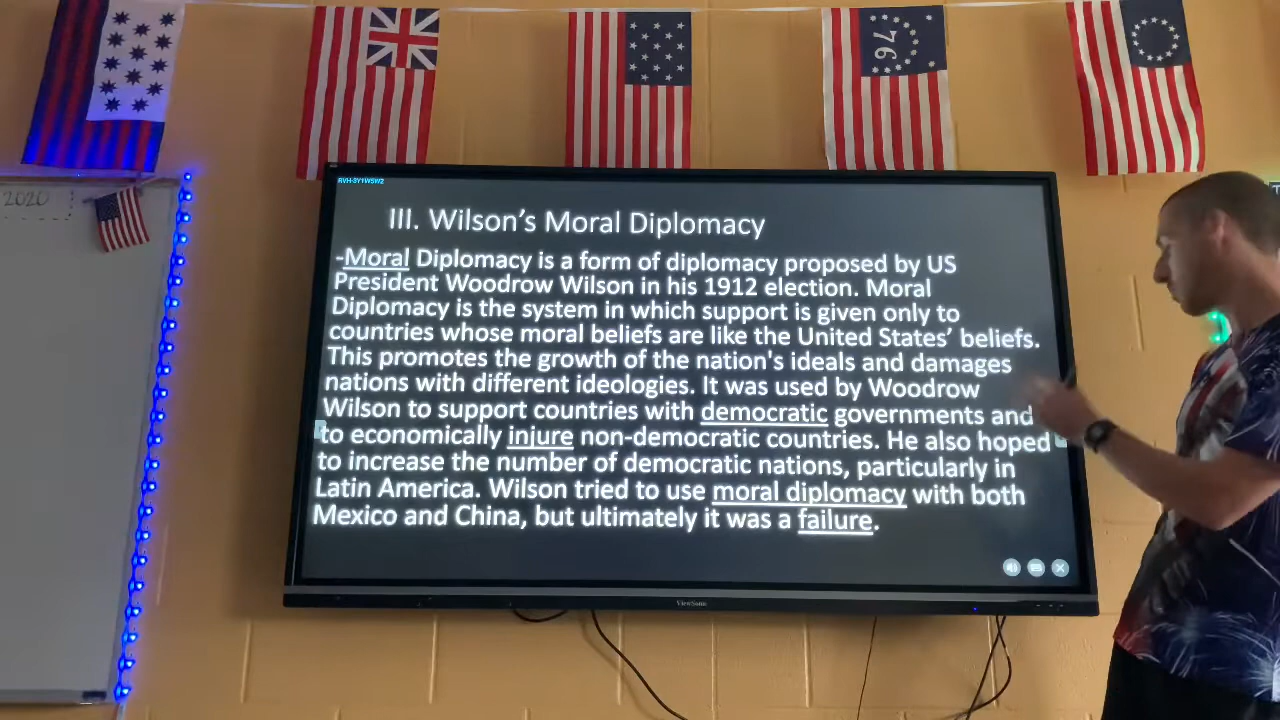 2020
76
RVH-3Y1WSW2
III. Wilson's Moral Diplomacy
-Moral Diplomacy is a form of diplomacy proposed by US
President Woodrow Wilson in his 1912 election. Moral
Diplomacy is the system in which support is given only to
countries whose moral beliefs are like the United States' beliefs.
This promotes the growth of the nation's ideals and damages
nations with different ideologies. It was used by Woodrow
Wilson to support countries with democratic governments and
to economically injure non-democratic countries. He also hoped
to increase the number of democratic nations, particularly in
Latin America. Wilson tried to use moral diplomacy with both
Mexico and China, but ultimately it was a failure.
ViewSonic